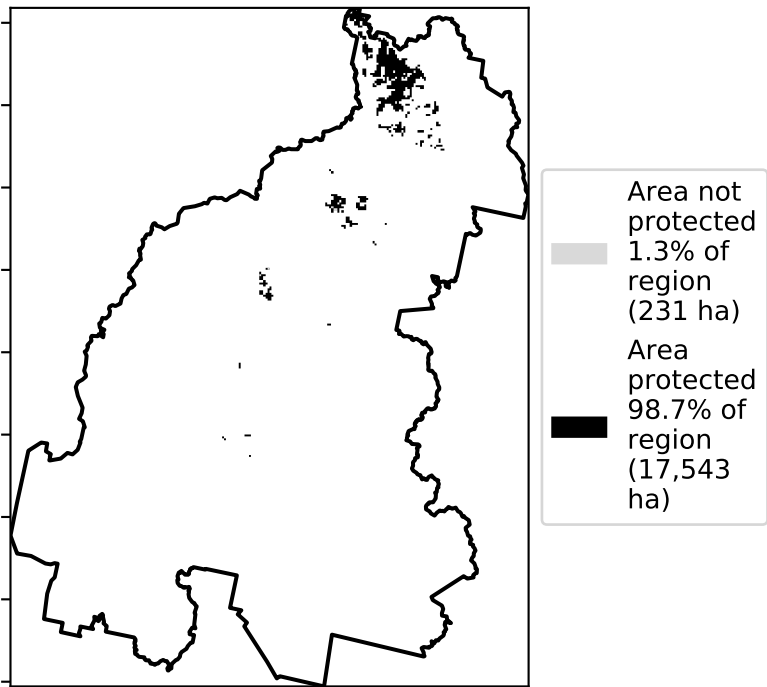 Area not
protected
1.3% of
region
(231 ha)
Area
protected
98.7% of
region
(17,543
ha)